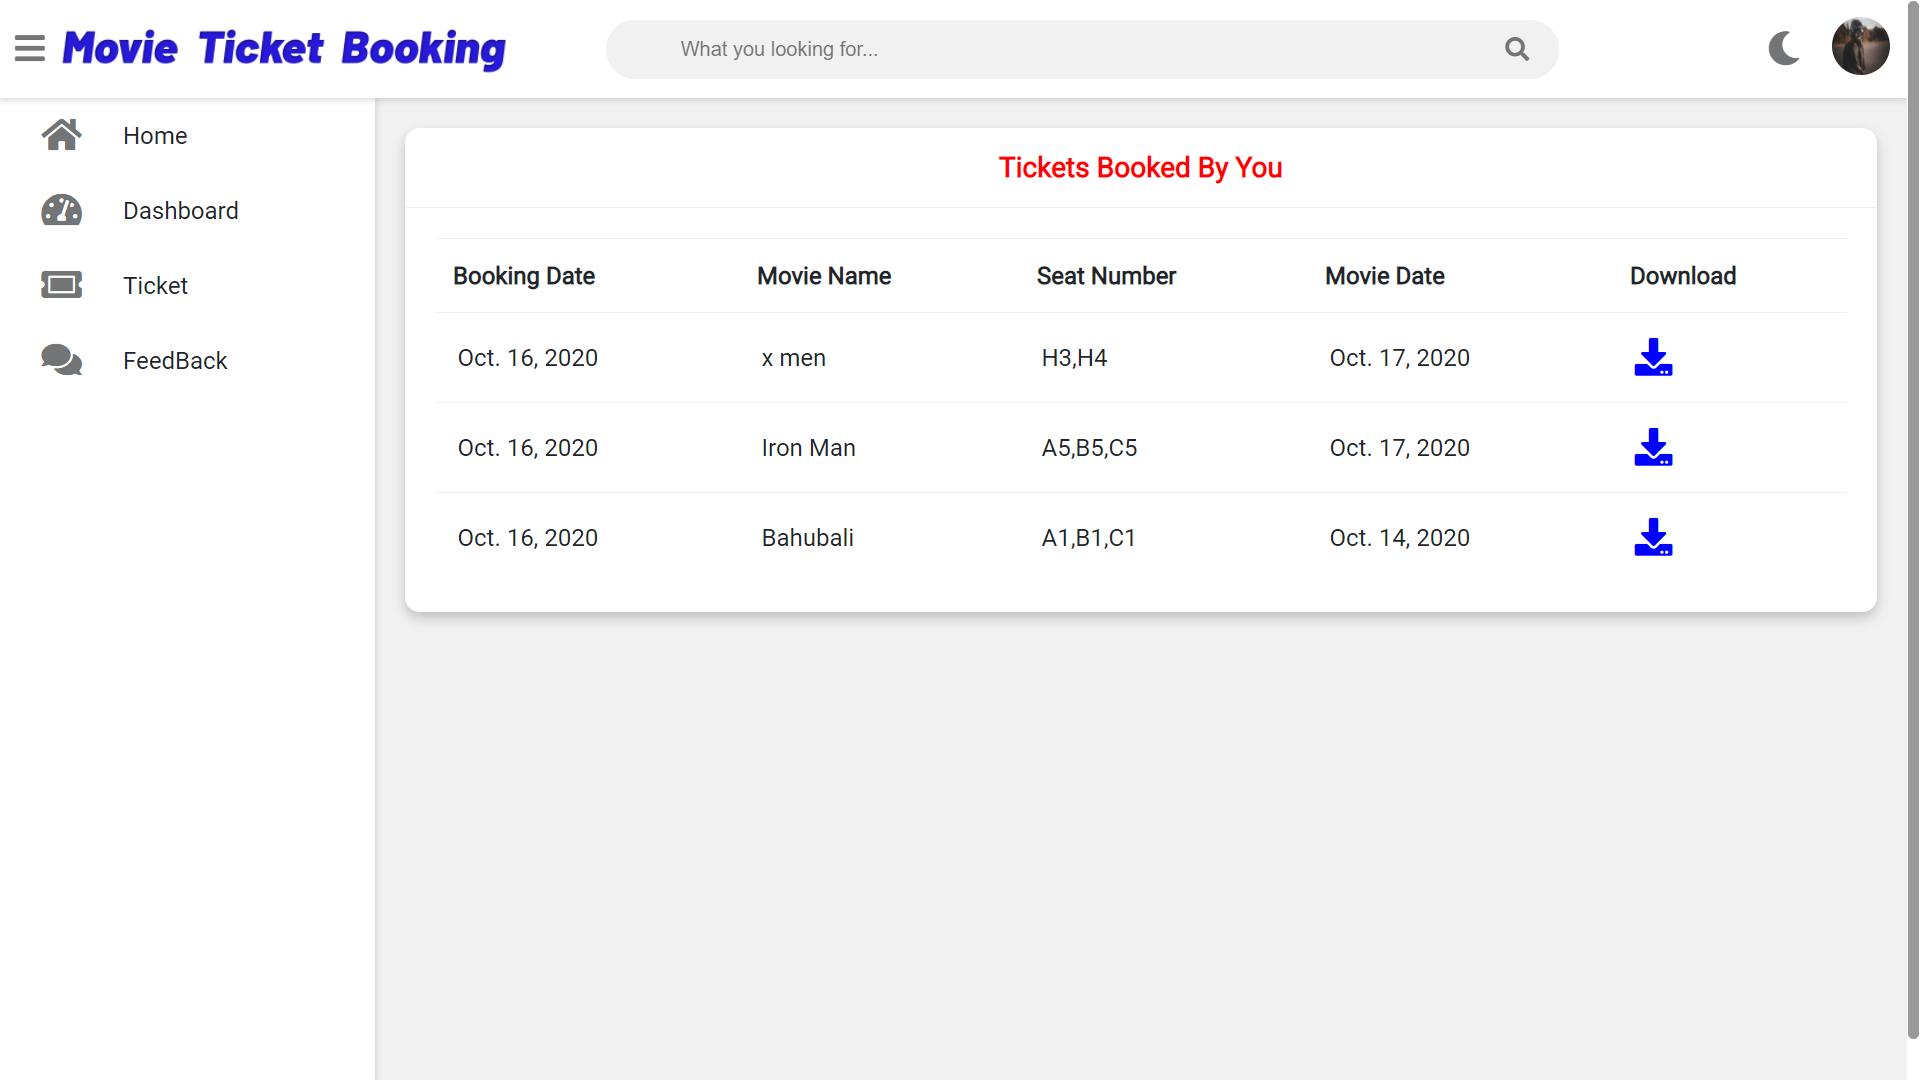 Movie Ticket Booking
What you looking for...
Home
Dashboard
Ticket
FeedBack
Tickets Booked By You
Booking Date Movie Name Seat Number Movie Date Download
Oct. 16, 2020 x men H3,H4 Oct. 17, 2020
Oct. 16, 2020 Iron Man A5,B5,C5 Oct. 17, 2020
Oct. 16, 2020 Bahubali A1,B1,C1 Oct. 14, 2020